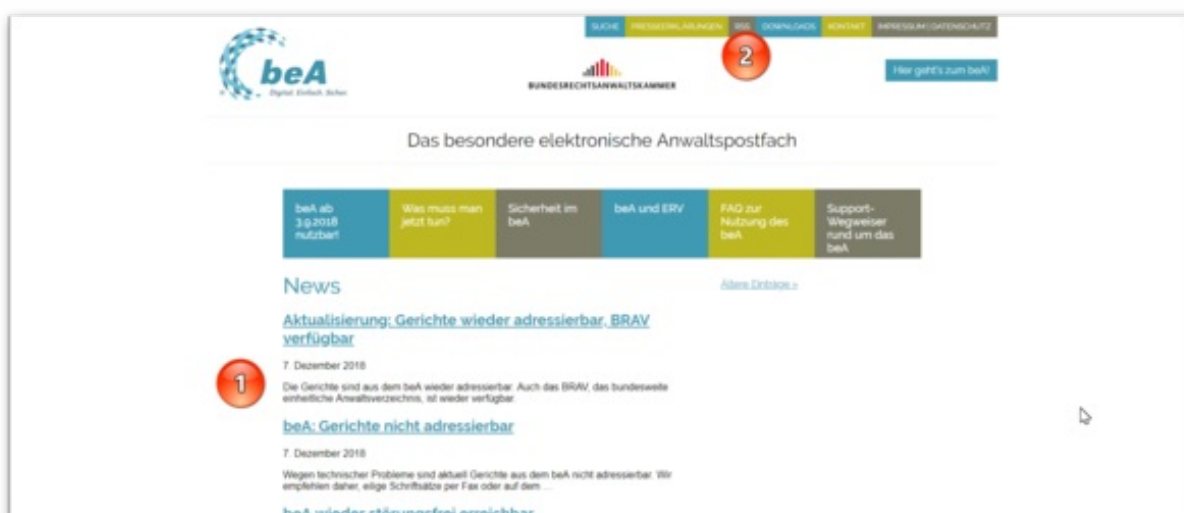 SUCHE PRESSEERKLÄRUNGEN RSS DOWNLOADS KONTAKT IMPRESSUM | DATENSCHUTZ
2
beA
Digital. Einfach. Sicher.
BUNDESRECHTSANWALTSKAMMER
Hier geht's zum beA!
Das besondere elektronische Anwaltspostfach
beA ab
3.9.2018
nutzbar!
Was muss man
jetzt tun?
Sicherheit im
beA
beA und ERV
FAQ zur
Nutzung des
beA
Support-
Wegweiser
rund um das
beA
News
Ältere Einträge »
Aktualisierung: Gerichte wieder adressierbar, BRAV
verfügbar
7. Dezember 2018
1
Die Gerichte sind aus dem beA wieder adressierbar. Auch das BRAV, das bundesweite
einheitliche Anwaltsverzeichnis, ist wieder verfügbar.
beA: Gerichte nicht adressierbar
7. Dezember 2018
Wegen technischer Probleme sind aktuell Gerichte aus dem beA nicht adressierbar. Wir
empfehlen daher, eilige Schriftsätze per Fax oder auf dem ...
beA wieder störungsfrei erreichbar